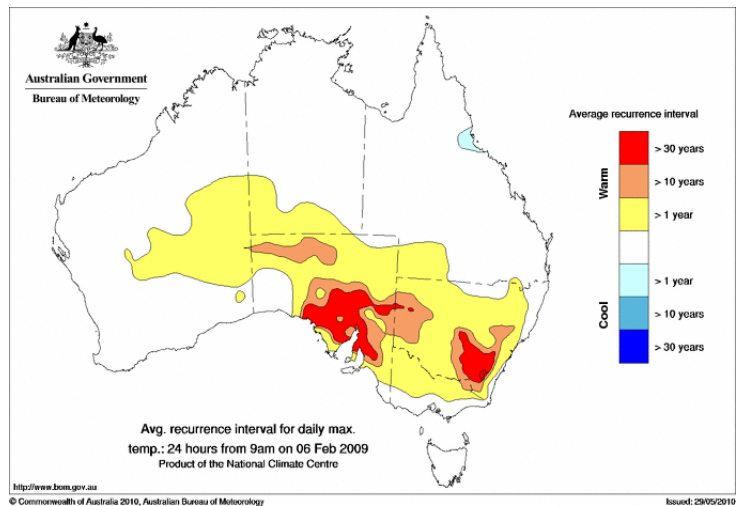 Australian Government
Bureau of Meteorology
Average recurrence interval
Warm
> 30 years
> 10 years
> 1 year
Cool
> 1 year
> 10 years
> 30 years
Avg. recurrence interval for daily max.
temp.: 24 hours from 9am on 06 Feb 2009
Product of the National Climate Centre
http://www.bom.gov.au
© Commonwealth of Australia 2010, Australian Bureau of Meteorology
Issued: 29/05/2010